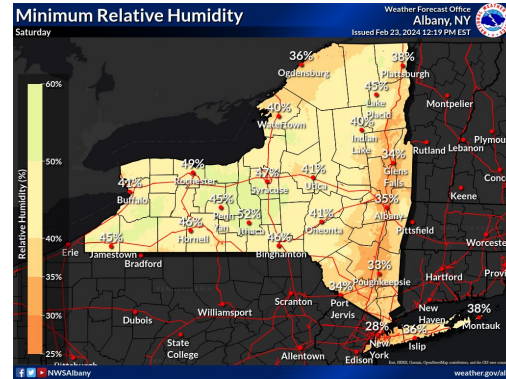 Minimum Relative Humidity
Saturday
Weather Forecast Office
Albany, NY
Issued Feb 23, 2024 12:19 PM EST
36%
Ogdensburg
38%
Plattsburgh
45%
Lake
Placid
Montpelier
40%
Watertown
40%
Indian
Lake
34%
Glens
Falls
Rutland
Lebanon
Plymou
Conc
49%
Rochester
47%
Syracuse
41%
Utica
42%
Buffalo
45%
Penn
Yan
52%
Ithaca
46%
Hornell
41%
Oneonta
35%
Albany
Pittsfield
Keene
Worceste
45%
Jamestown
Erie
Bradford
46%
Binghamton
33%
Poughkeepsie
34%
Port
Jervis
Hartford
Provi
New
Haven
38%
Montauk
28%
New
York
36%
Islip
Edison
Scranton
Williamsport
Dubois
State
College
Allentown
Pittsburgh
Relative Humidity (%)
60%
50%
40%
35%
30%
25%
NWSAlbany
weather.gov/al